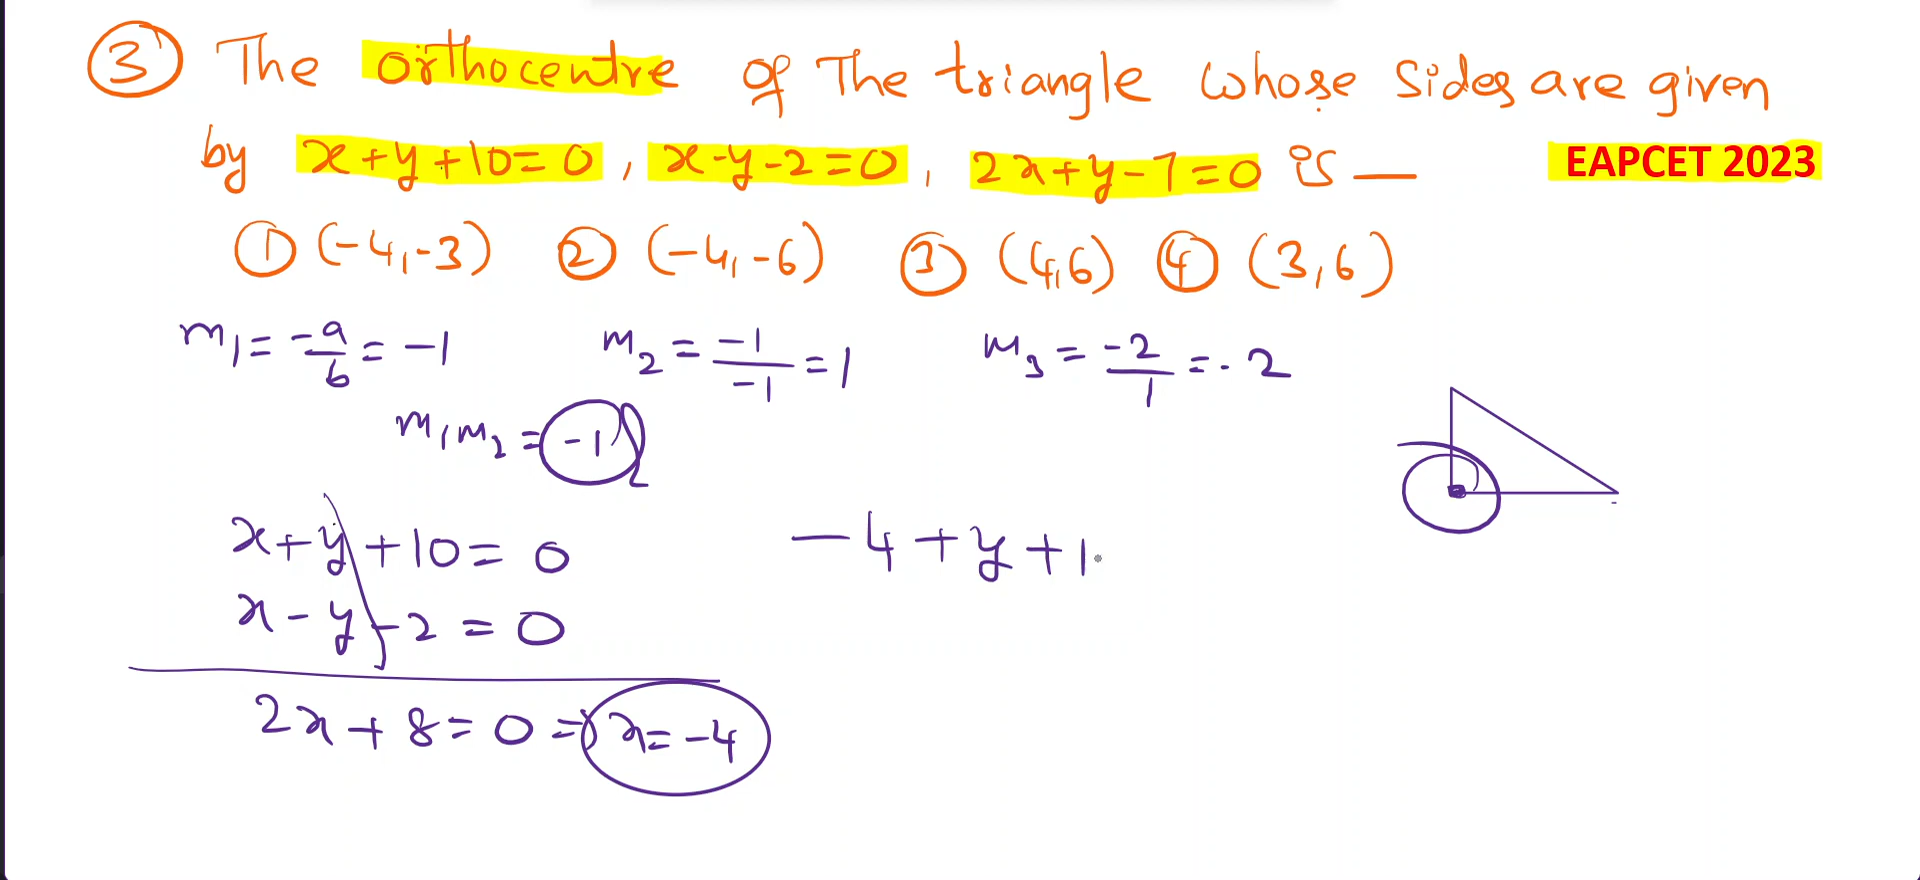 ③ The orthocentre of The triangle whose sides are given
by x+y+10=0, x-y-2=0, 2x+y-7=0 is — EAPCET 2023
① (-4,-3) ② (-4,-6) ③ (4,6) ④ (3,6)
m₁ = -a/b = -1 m₂ = -1/-1 = 1 m₃ = -2/1 = -2
m₁m₂ = -1
x+y+10 = 0 -4+y+1
x-y-2 = 0
2x+8=0 ⇒ x=-4